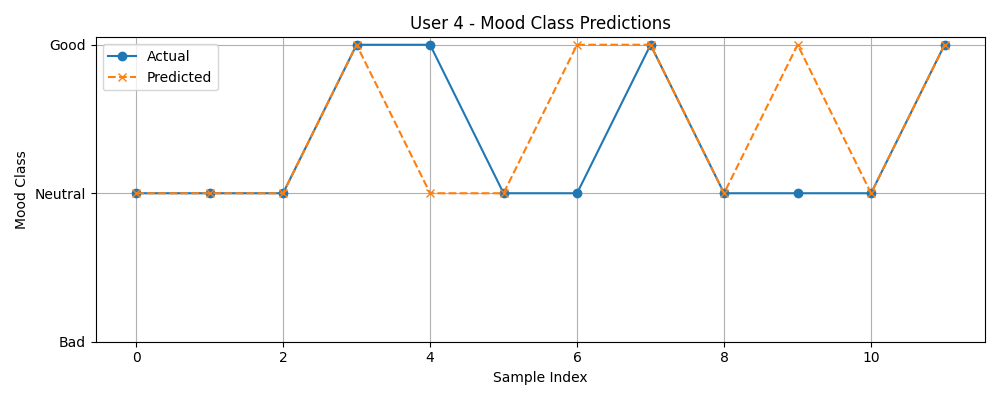 User 4 - Mood Class Predictions
Good
Actual
Predicted
Mood Class
Neutral
Bad
0 2 4 6 8 10
Sample Index